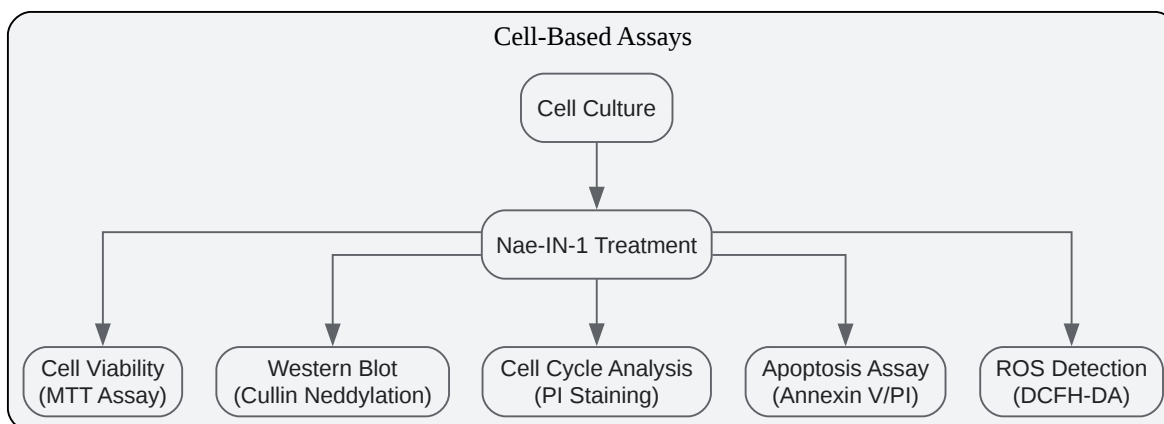 Cell-Based Assays
Cell Culture
Nae-IN-1 Treatment
Cell Viability
(MTT Assay)
Western Blot
(Cullin Neddylation)
Cell Cycle Analysis
(PI Staining)
Apoptosis Assay
(Annexin V/PI)
ROS Detection
(DCFH-DA)